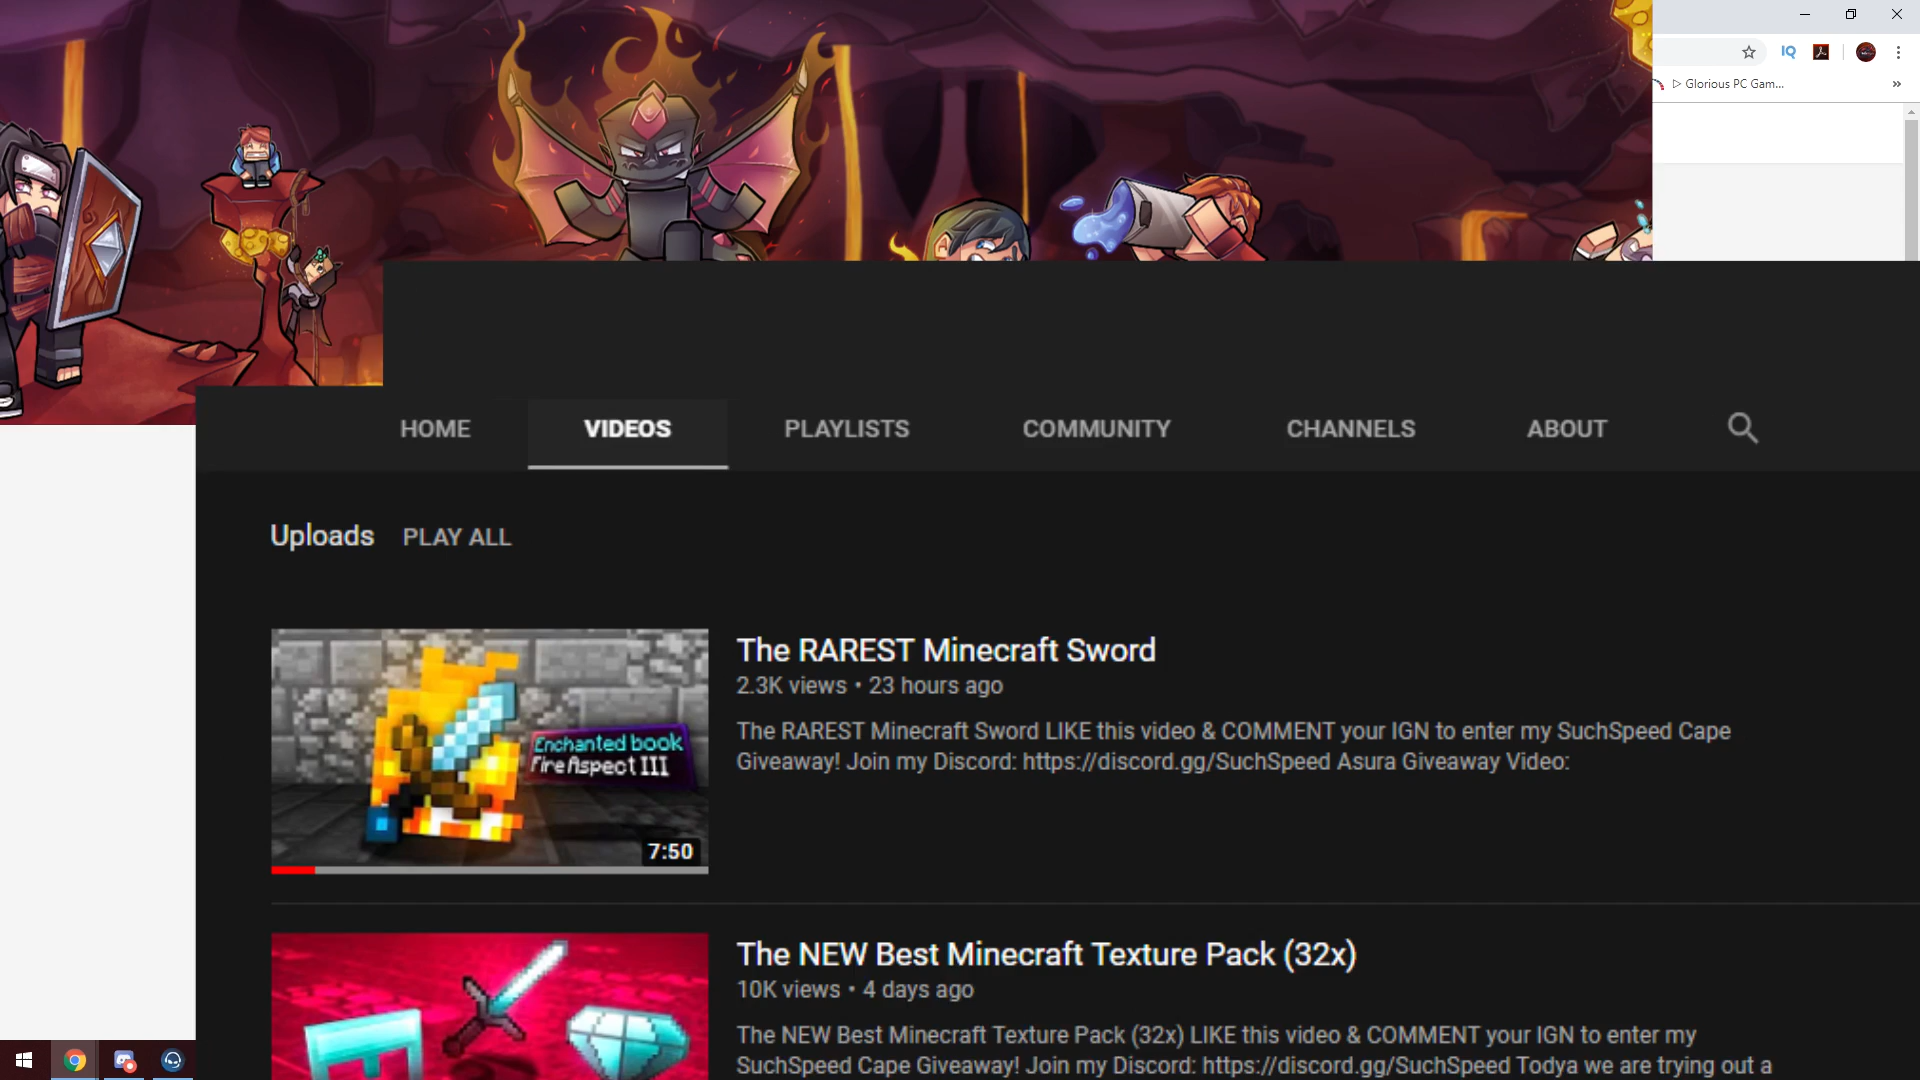 IQ
Glorious PC Gam...
HOME VIDEOS PLAYLISTS COMMUNITY CHANNELS ABOUT
Uploads PLAY ALL
Enchanted book
Fire Aspect III
7:50
The RAREST Minecraft Sword
2.3K views • 23 hours ago
The RAREST Minecraft Sword LIKE this video & COMMENT your IGN to enter my SuchSpeed Cape
Giveaway! Join my Discord: https://discord.gg/SuchSpeed Asura Giveaway Video:
The NEW Best Minecraft Texture Pack (32x)
10K views • 4 days ago
The NEW Best Minecraft Texture Pack (32x) LIKE this video & COMMENT your IGN to enter my
SuchSpeed Cape Giveaway! Join my Discord: https://discord.gg/SuchSpeed Todya we are trying out a